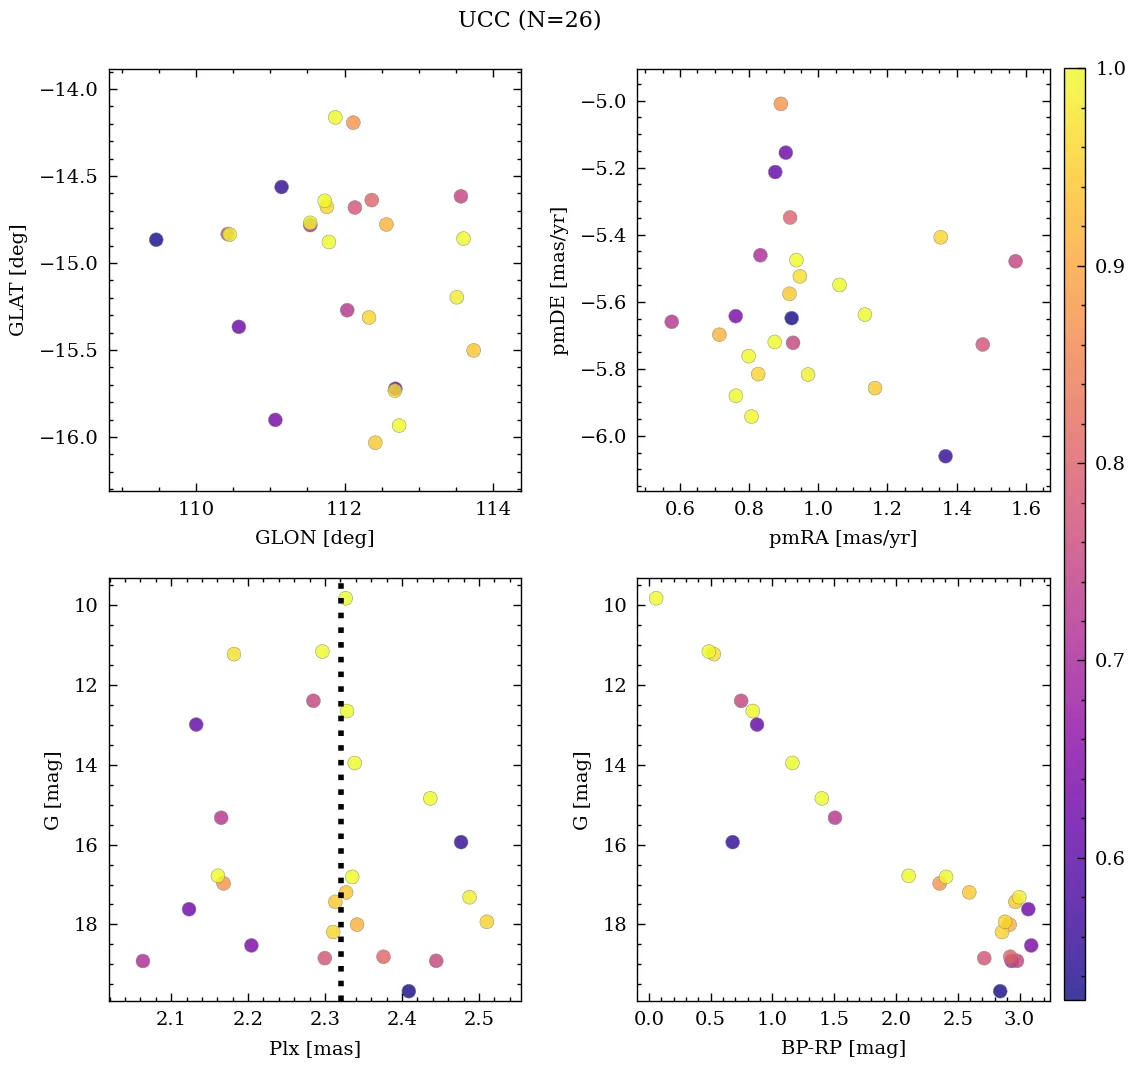 UCC (N=26)
−14.0
−14.5
−15.0
−15.5
−16.0
GLAT [deg]
110 112 114
GLON [deg]
−5.0
−5.2
−5.4
−5.6
−5.8
−6.0
pmDE [mas/yr]
0.6 0.8 1.0 1.2 1.4 1.6
pmRA [mas/yr]
1.0
0.9
0.8
0.7
0.6
10
12
14
16
18
G [mag]
2.1 2.2 2.3 2.4 2.5
Plx [mas]
10
12
14
16
18
G [mag]
0.0 0.5 1.0 1.5 2.0 2.5 3.0
BP-RP [mag]